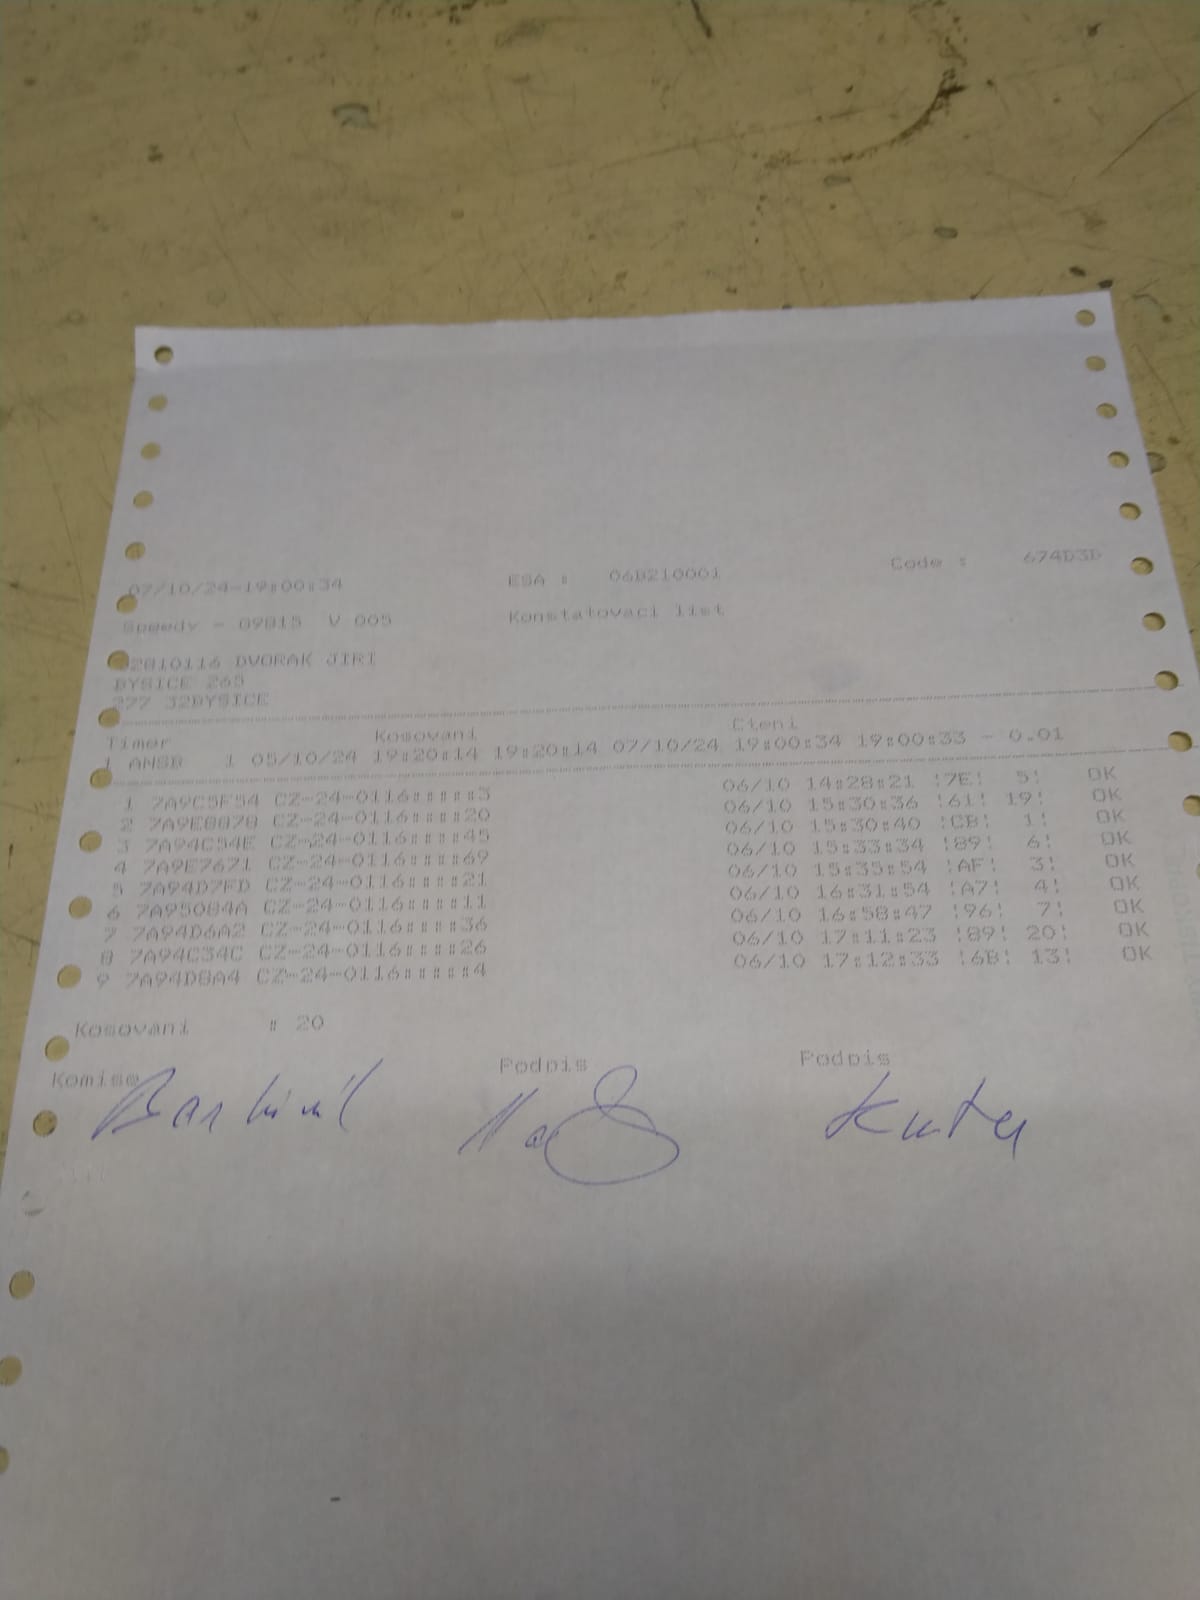 07/10/24-19:00:34 ESA : 06B210001 Code : 674D3D
Speedy - 09B15 V 005 Konstatovaci list
02810116 DVORAK JIRI
BYSICE 265
277 32BYSICE
Timer Kosovani Cteni
1 ANSB 1 05/10/24 19:20:14 19:20:14 07/10/24 19:00:34 19:00:33 - 0.01
1 7A9C5F54 CZ-24-0116:::::3 06/10 14:28:21 !7E! 5! OK
2 7A9E8878 CZ-24-0116::::20 06/10 15:30:36 !61! 19! OK
3 7A94C54E CZ-24-0116::::45 06/10 15:30:40 !CB! 1! OK
4 7A9E7671 CZ-24-0116::::69 06/10 15:33:34 !89! 6! OK
5 7A94D7FD CZ-24-0116::::21 06/10 15:35:54 !AF! 3! OK
6 7A95084A CZ-24-0116::::11 06/10 16:31:54 !A7! 4! OK
7 7A94D6A2 CZ-24-0116::::36 06/10 16:58:47 !96! 7! OK
8 7A94C34C CZ-24-0116::::26 06/10 17:11:23 !89! 20! OK
9 7A94D8A4 CZ-24-0116:::::4 06/10 17:12:33 !6B! 13! OK
Kosovani : 20
Komise Podpis Podpis